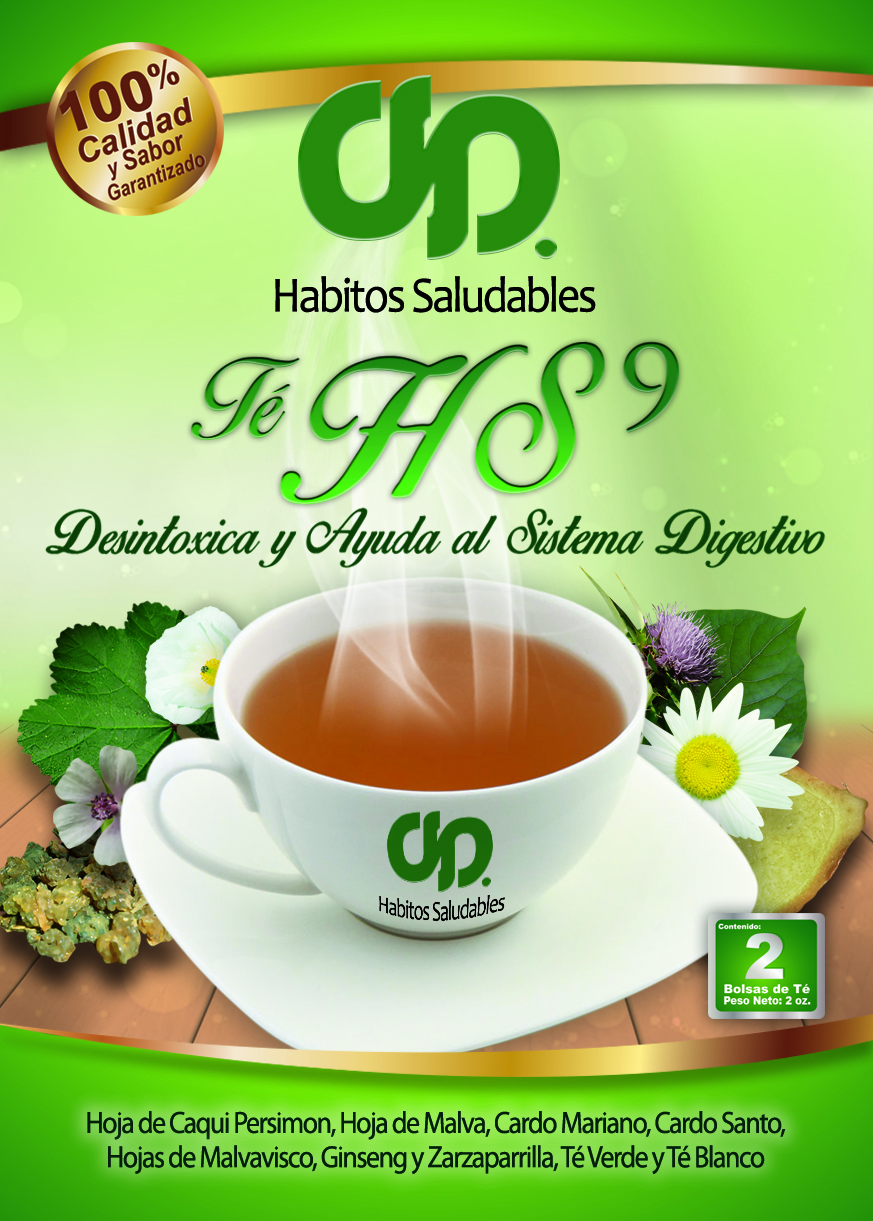 100%
Calidad
y Sabor
Garantizado
Habitos Saludables
Té HS 9
Desintoxica y Ayuda al Sistema Digestivo
Habitos Saludables
Contenido:
2
Bolsas de Té
Peso Neto: 2 oz.
Hoja de Caqui Persimon, Hoja de Malva, Cardo Mariano, Cardo Santo,
Hojas de Malvavisco, Ginseng y Zarzaparrilla, Té Verde y Té Blanco